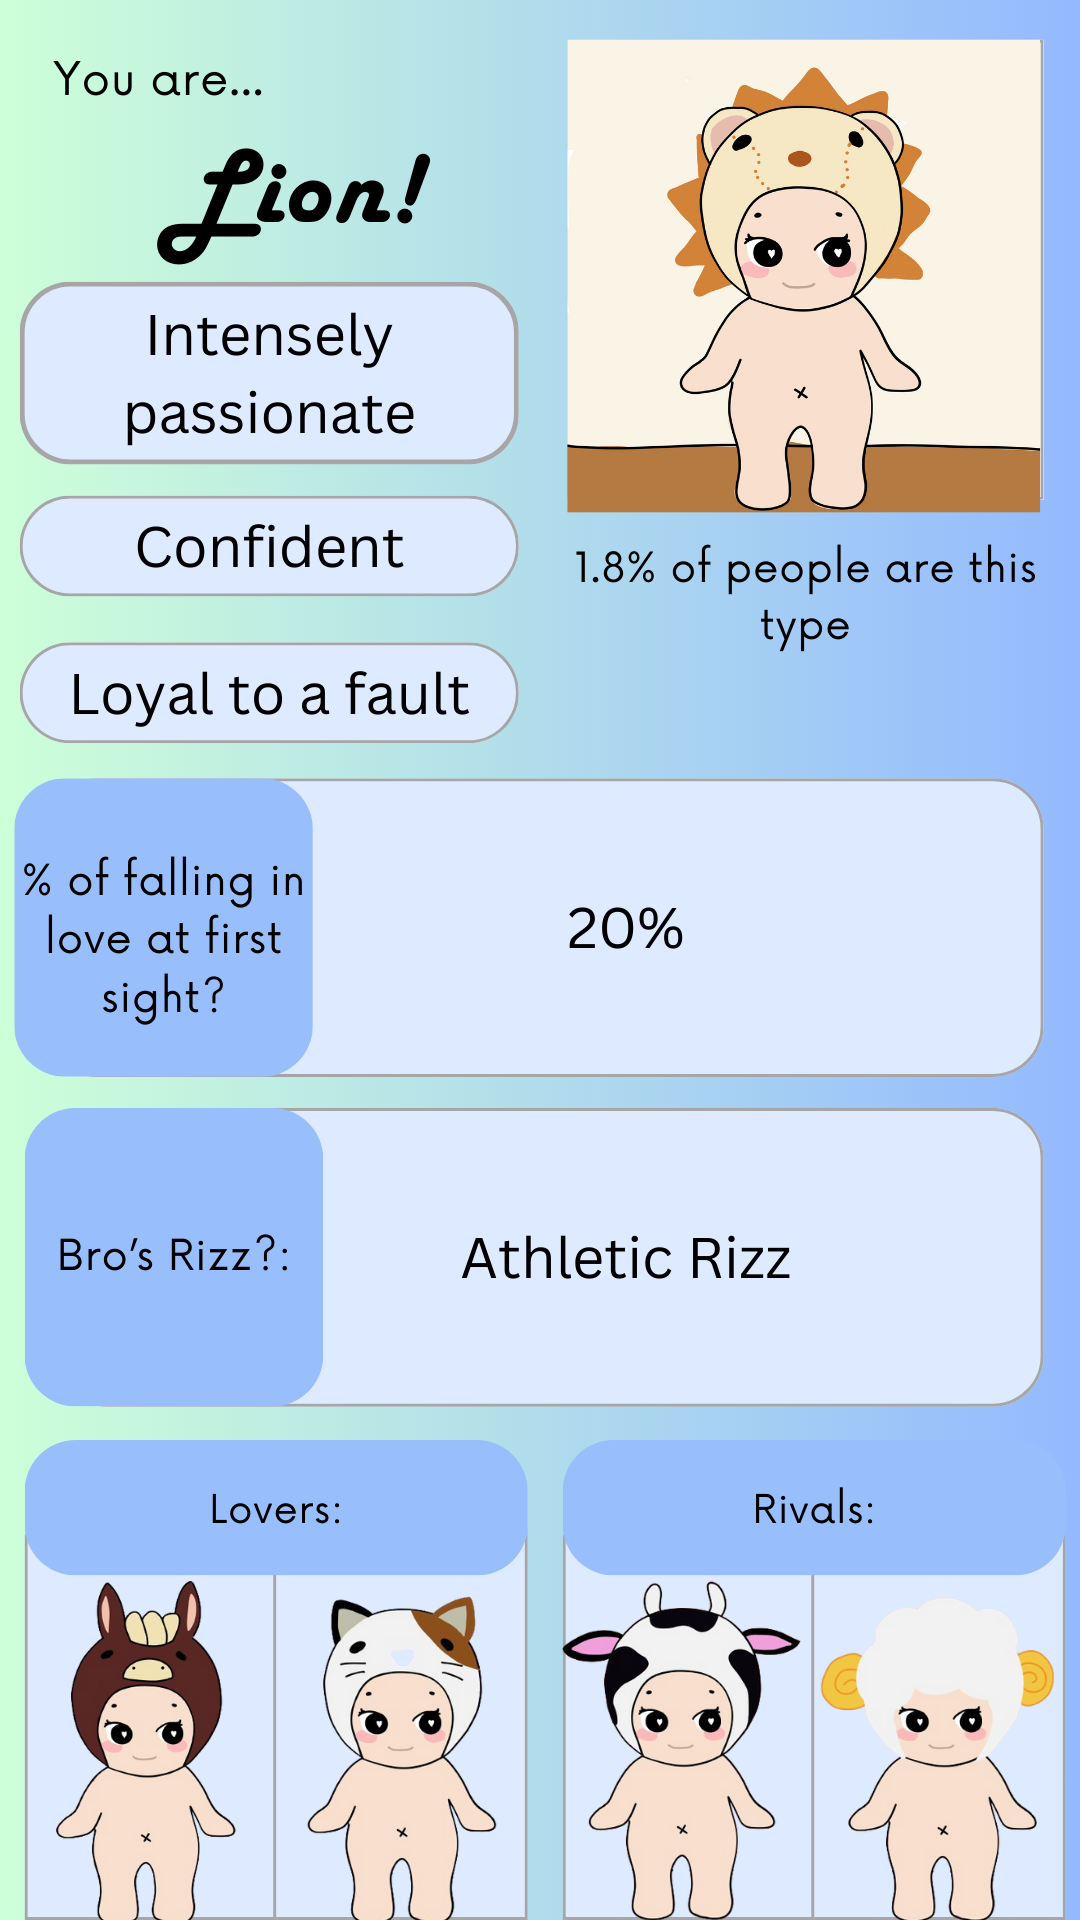 You are...
Lion!
Intensely
passionate
Confident
Loyal to a fault
1.8% of people are this
type
% of falling in
love at first
sight?
20%
Bro’s Rizz?:
Athletic Rizz
Lovers:
Rivals: